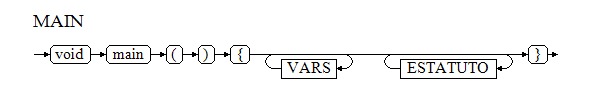 MAIN
void main ( ) { }
VARS ESTATUTO